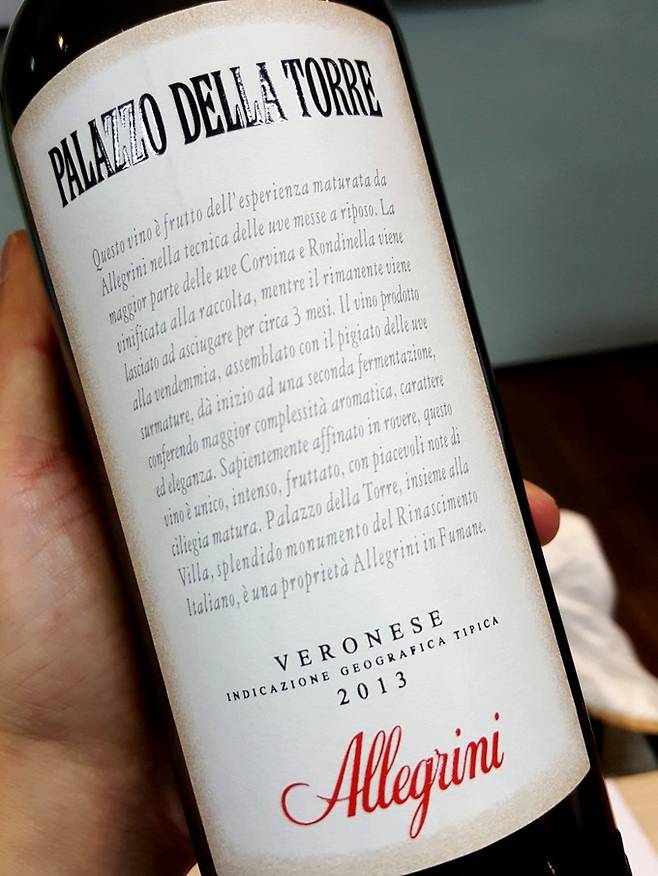 PALAZZO DELLA TORRE
Questo vino è frutto dell'esperienza maturata da
Allegrini nella tecnica delle uve messe a riposo. La
maggior parte delle uve Corvina e Rondinella viene
vinificata alla raccolta, mentre il rimanente viene
lasciato ad asciugare per circa 3 mesi. Il vino prodotto
alla vendemmia, assemblato con il pigiato delle uve
surmature, dà inizio ad una seconda fermentazione,
conferendo maggior complessità aromatica, carattere
ed eleganza. Sapientemente affinato in rovere, questo
vino è unico, intenso, fruttato, con piacevoli note di
ciliegia matura. Palazzo della Torre, insieme alla
Villa, splendido monumento del Rinascimento
Italiano, è una proprietà Allegrini in Fumane.
VERONESE
INDICAZIONE GEOGRAFICA TIPICA
2013
Allegrini